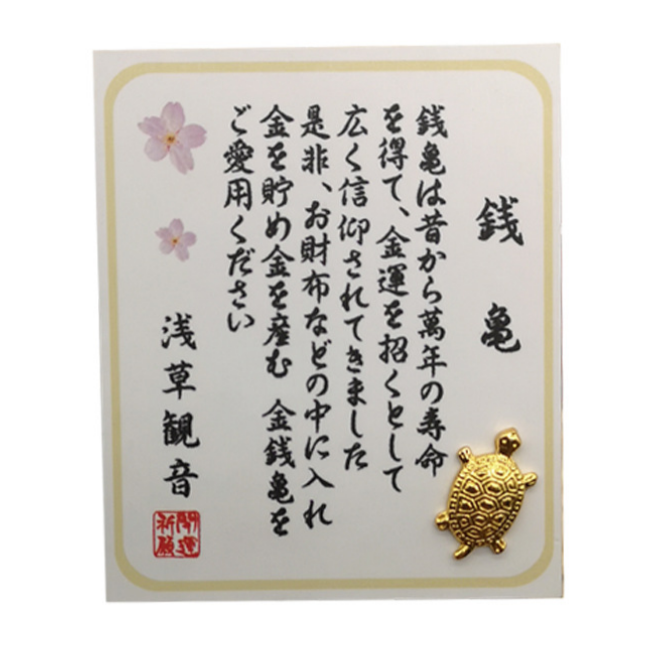 銭亀
銭亀は昔から萬年の寿命
を得て、金運を招くとして
広く信仰されてきました
是非、お財布などの中に入れ
金を貯め金を産む 金銭亀を
ご愛用ください
浅草観音
開運
祈願